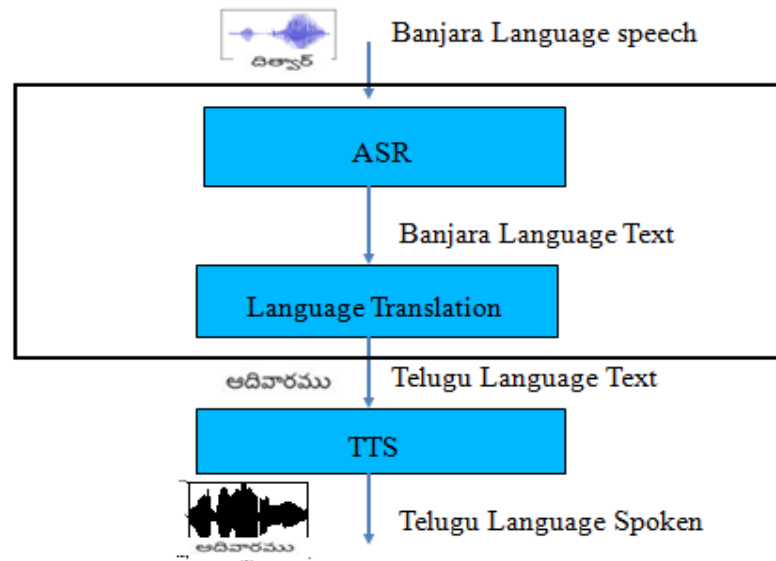 Banjara Language speech
దిత్వార్
ASR
Banjara Language Text
Language Translation
ఆదివారము
Telugu Language Text
TTS
Telugu Language Spoken
ఆదివారము